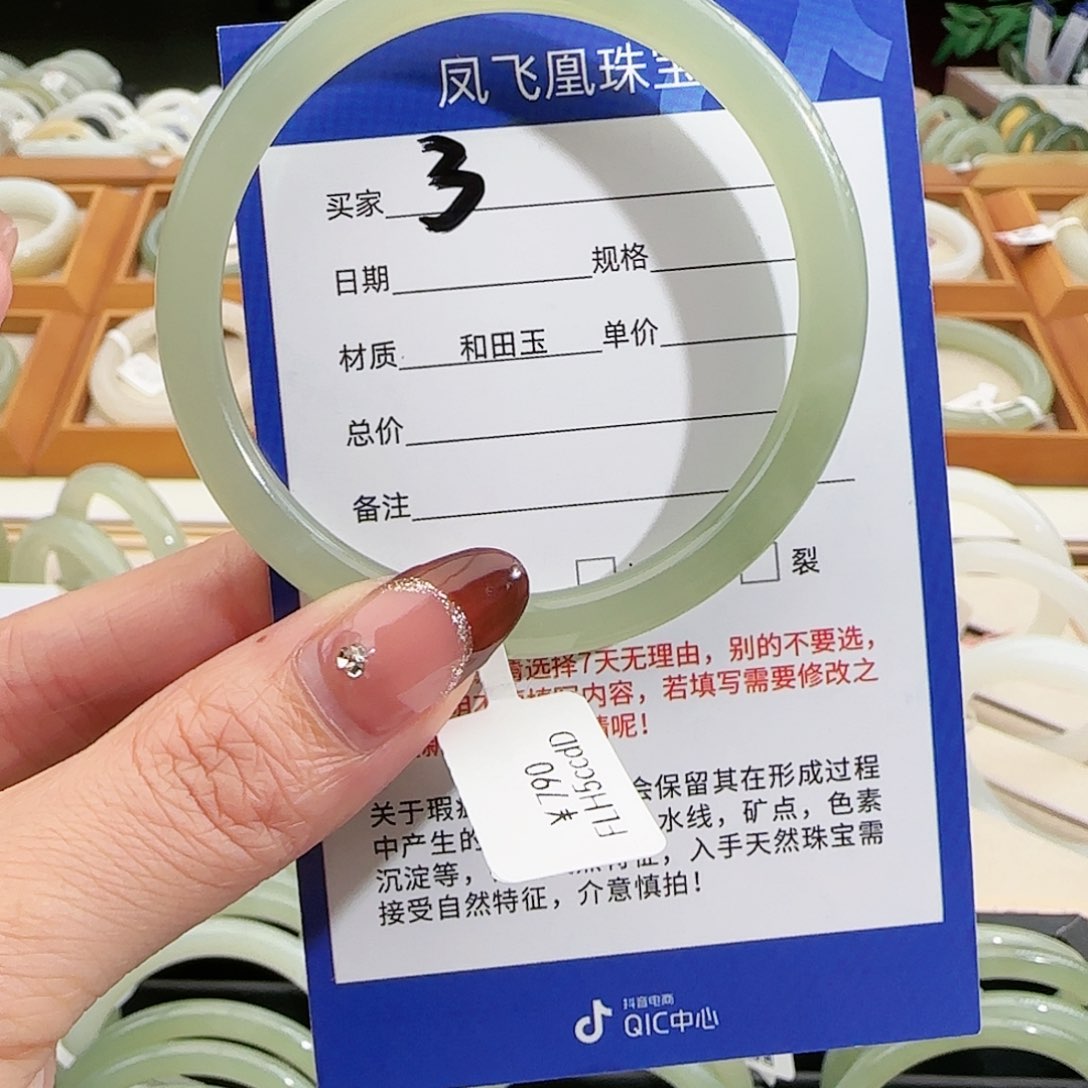 凤飞凰珠宝
买家 3
日期 规格
材质 和田玉 单价
总价
备注
裂
选择7天无理由，别的不要选，
内容，若填写需要修改之
情呢！
关于瑕 会保留其在形成过程
中产生的 水线，矿点，色素
沉淀等， 特征，入手天然珠宝需
接受自然特征，介意慎拍！
¥790
FLH5ccdD
抖音电商
QIC中心